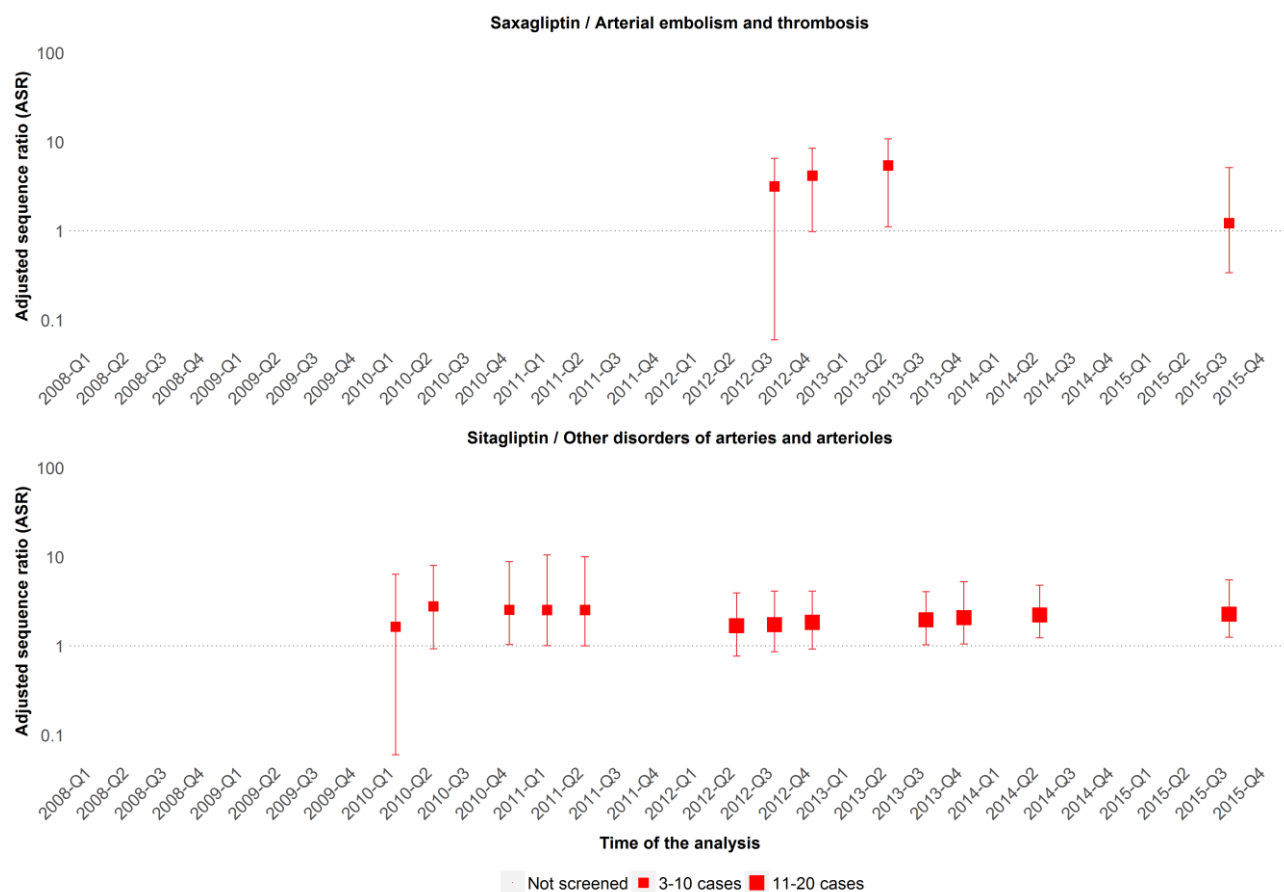 Saxagliptin / Arterial embolism and thrombosis
Adjusted sequence ratio (ASR)
100
10
1
0.1
2008-Q1 2008-Q2 2008-Q3 2008-Q4 2009-Q1 2009-Q2 2009-Q3 2009-Q4 2010-Q1 2010-Q2 2010-Q3 2010-Q4 2011-Q1 2011-Q2 2011-Q3 2011-Q4 2012-Q1 2012-Q2 2012-Q3 2012-Q4 2013-Q1 2013-Q2 2013-Q3 2013-Q4 2014-Q1 2014-Q2 2014-Q3 2014-Q4 2015-Q1 2015-Q2 2015-Q3 2015-Q4
Sitagliptin / Other disorders of arteries and arterioles
Adjusted sequence ratio (ASR)
100
10
1
0.1
2008-Q1 2008-Q2 2008-Q3 2008-Q4 2009-Q1 2009-Q2 2009-Q3 2009-Q4 2010-Q1 2010-Q2 2010-Q3 2010-Q4 2011-Q1 2011-Q2 2011-Q3 2011-Q4 2012-Q1 2012-Q2 2012-Q3 2012-Q4 2013-Q1 2013-Q2 2013-Q3 2013-Q4 2014-Q1 2014-Q2 2014-Q3 2014-Q4 2015-Q1 2015-Q2 2015-Q3 2015-Q4
Time of the analysis
Not screened 3-10 cases 11-20 cases